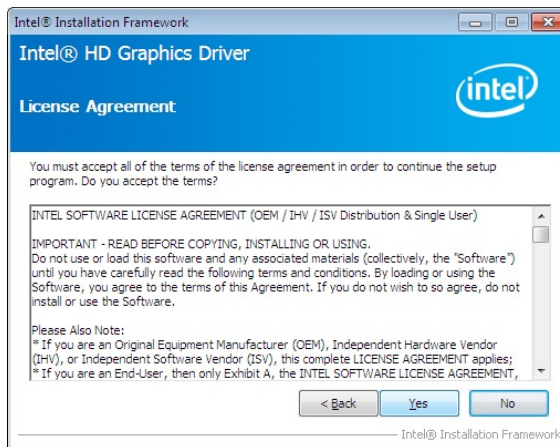 Intel® Installation Framework
Intel® HD Graphics Driver
License Agreement
intel
You must accept all of the terms of the license agreement in order to continue the setup
program. Do you accept the terms?
INTEL SOFTWARE LICENSE AGREEMENT (OEM / IHV / ISV Distribution & Single User)
IMPORTANT - READ BEFORE COPYING, INSTALLING OR USING.
Do not use or load this software and any associated materials (collectively, the "Software")
until you have carefully read the following terms and conditions. By loading or using the
Software, you agree to the terms of this Agreement. If you do not wish to so agree, do not
install or use the Software.
Please Also Note:
* If you are an Original Equipment Manufacturer (OEM), Independent Hardware Vendor
(IHV), or Independent Software Vendor (ISV), this complete LICENSE AGREEMENT applies;
* If you are an End-User, then only Exhibit A, the INTEL SOFTWARE LICENSE AGREEMENT,
< Back Yes No
Intel® Installation Framework